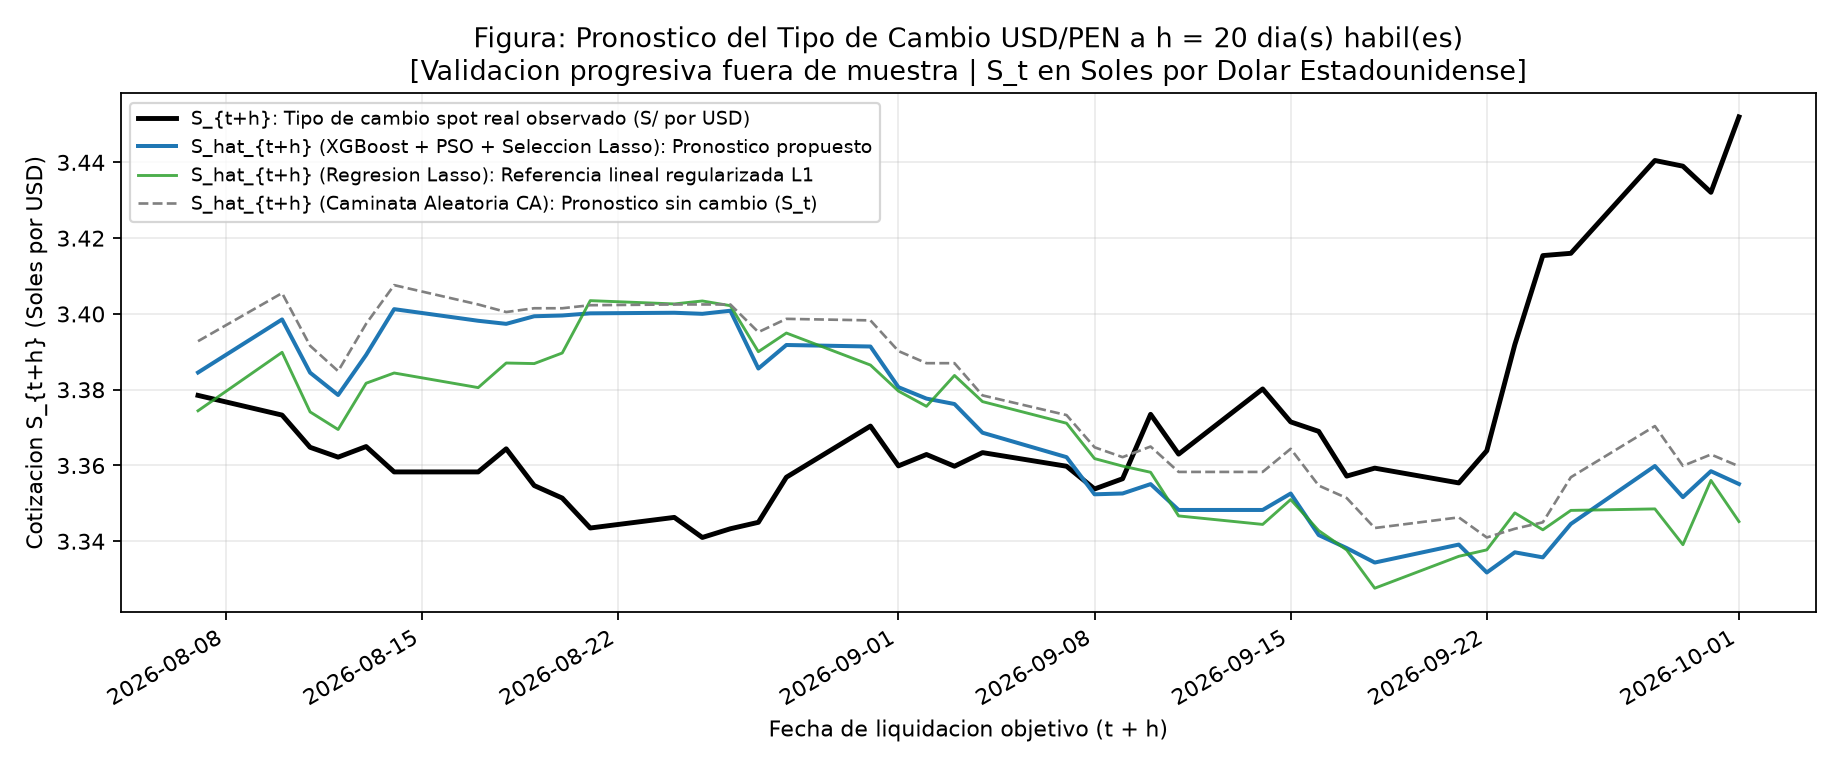 Figura: Pronostico del Tipo de Cambio USD/PEN a h = 20 dia(s) habil(es)
[Validacion progresiva fuera de muestra | S_t en Soles por Dolar Estadounidense]
S_{t+h}: Tipo de cambio spot real observado (S/ por USD)
S_hat_{t+h} (XGBoost + PSO + Seleccion Lasso): Pronostico propuesto
S_hat_{t+h} (Regresion Lasso): Referencia lineal regularizada L1
S_hat_{t+h} (Caminata Aleatoria CA): Pronostico sin cambio (S_t)
Cotizacion S_{t+h} (Soles por USD)
3.44
3.42
3.40
3.38
3.36
3.34
2026-08-08
2026-08-15
2026-08-22
2026-09-01
2026-09-08
2026-09-15
2026-09-22
2026-10-01
Fecha de liquidacion objetivo (t + h)